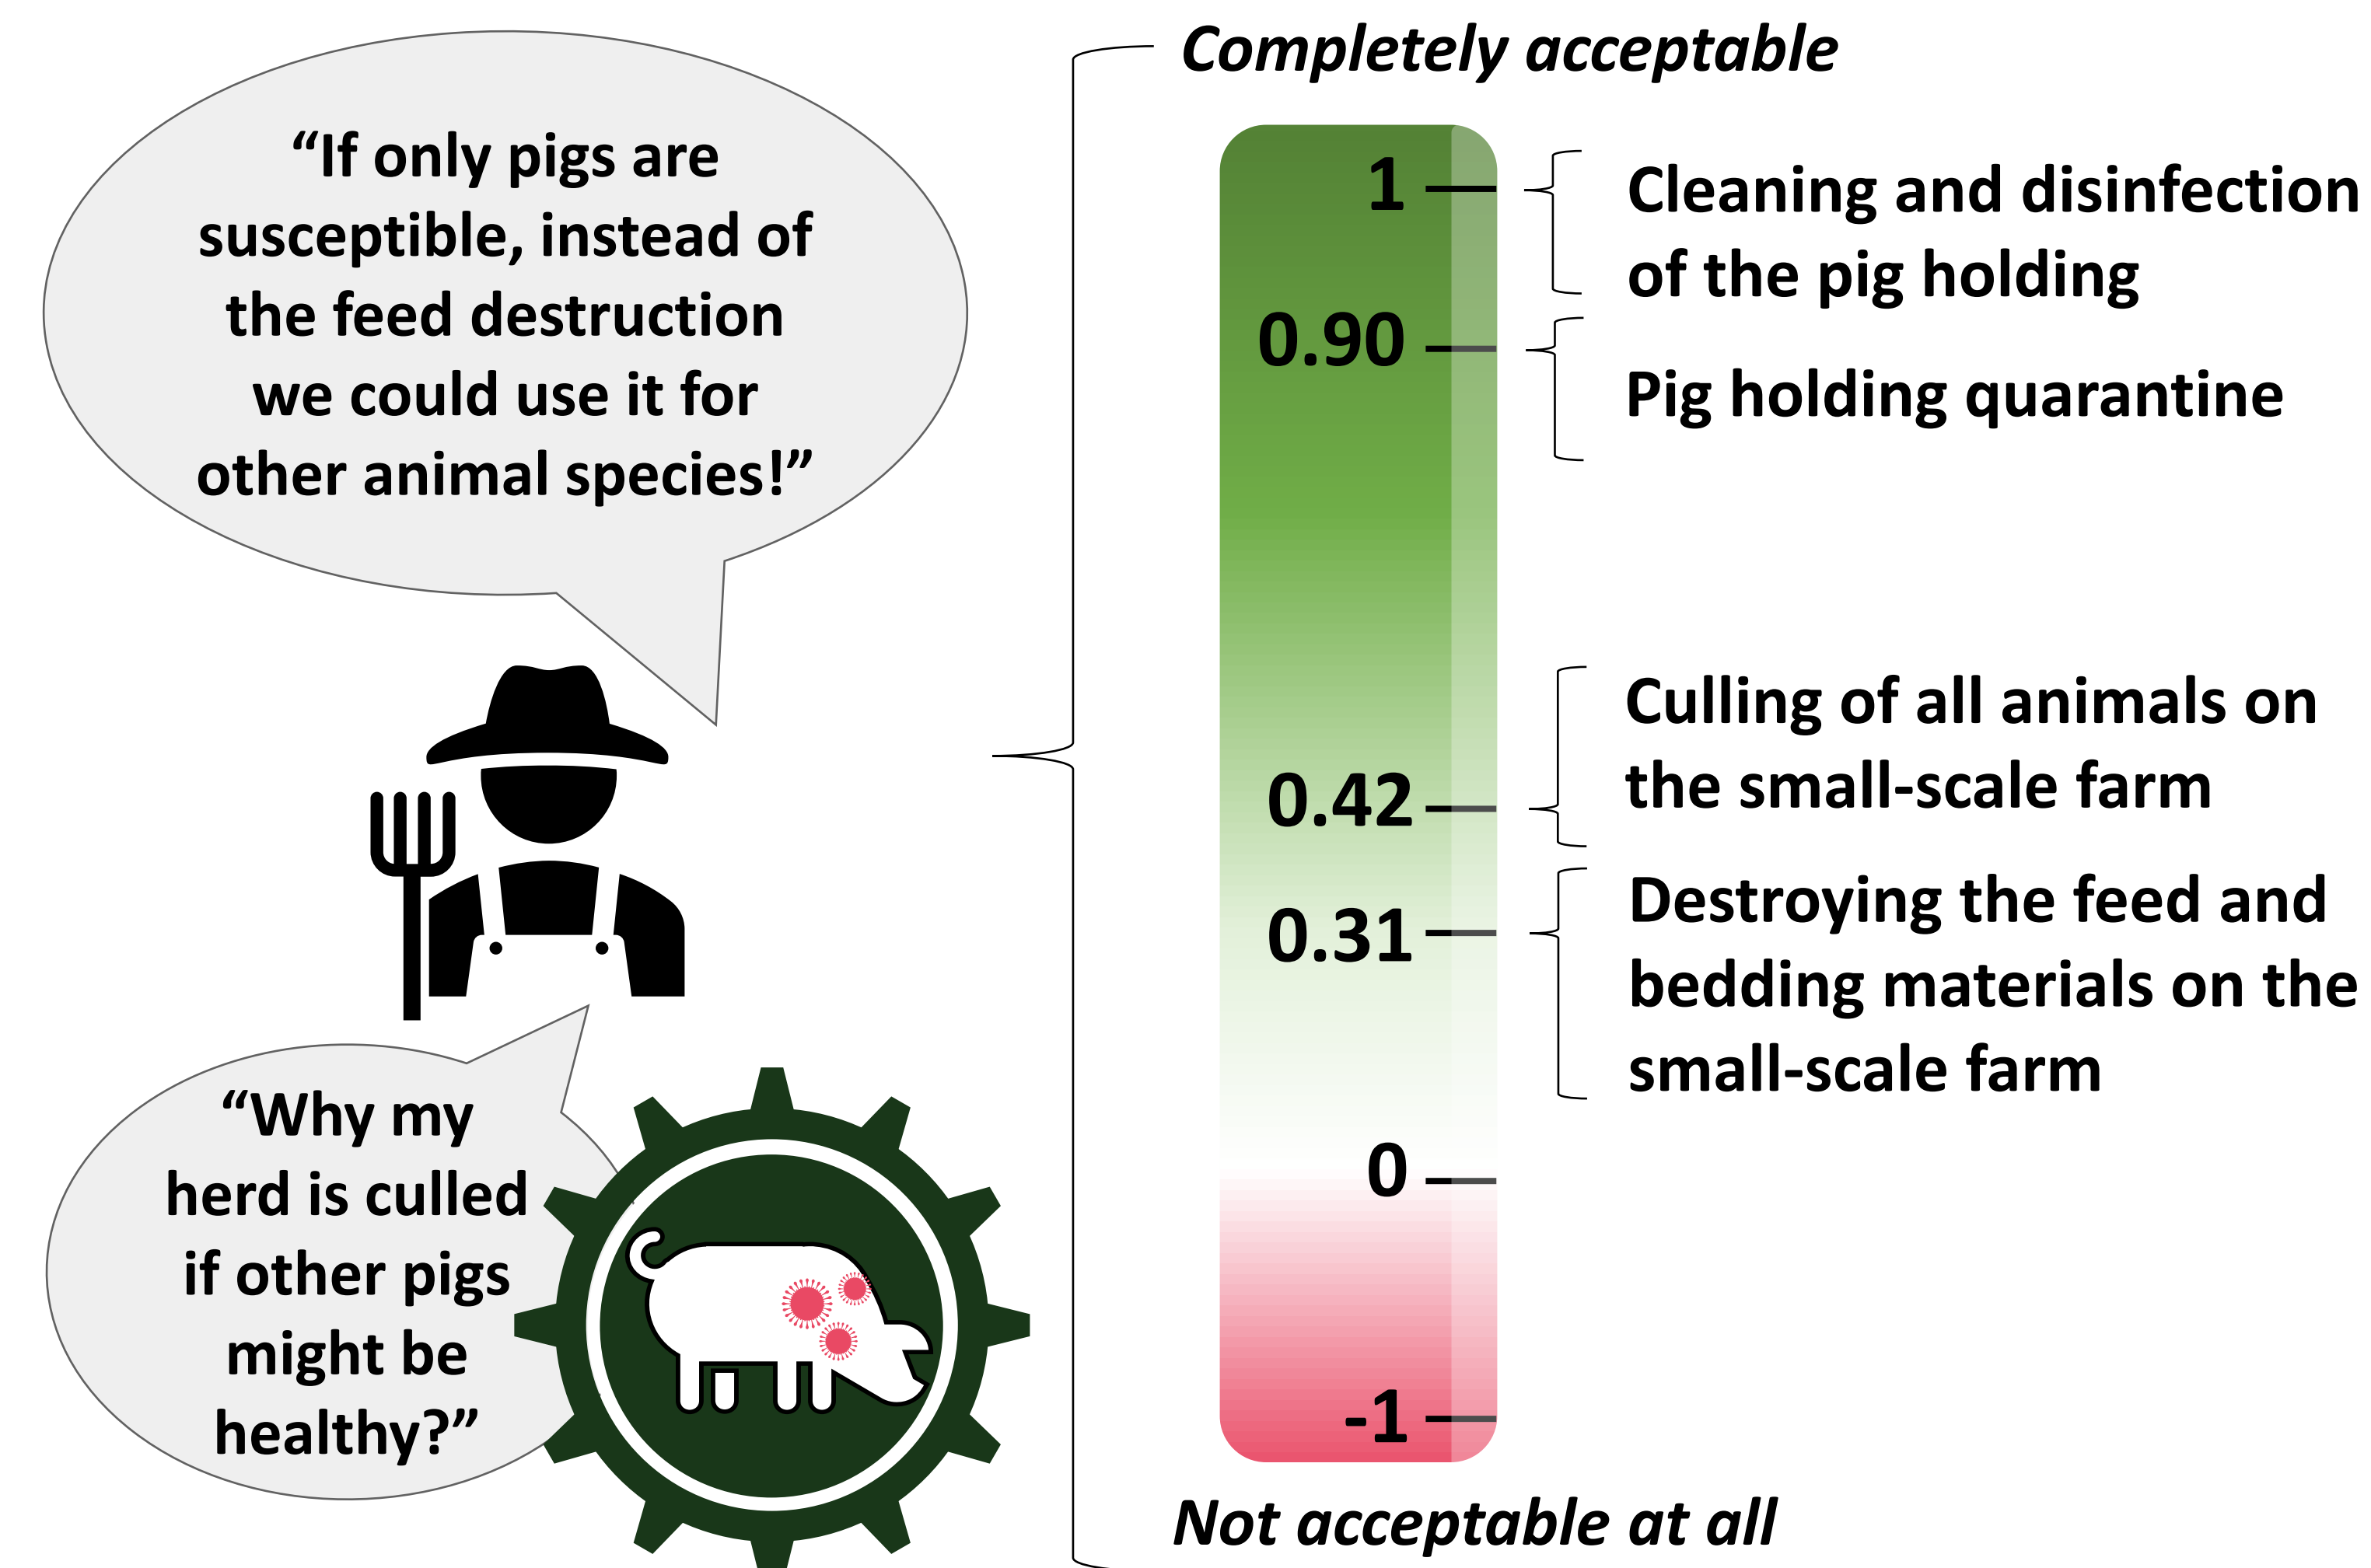 “If only pigs are
susceptible, instead of
the feed destruction
we could use it for
other animal species!”
“Why my
herd is culled
if other pigs
might be
healthy?”
Completely acceptable
1
Cleaning and disinfection
of the pig holding
0.90
Pig holding quarantine
0.42
Culling of all animals on
the small-scale farm
0.31
Destroying the feed and
bedding materials on the
small-scale farm
0
-1
Not acceptable at all